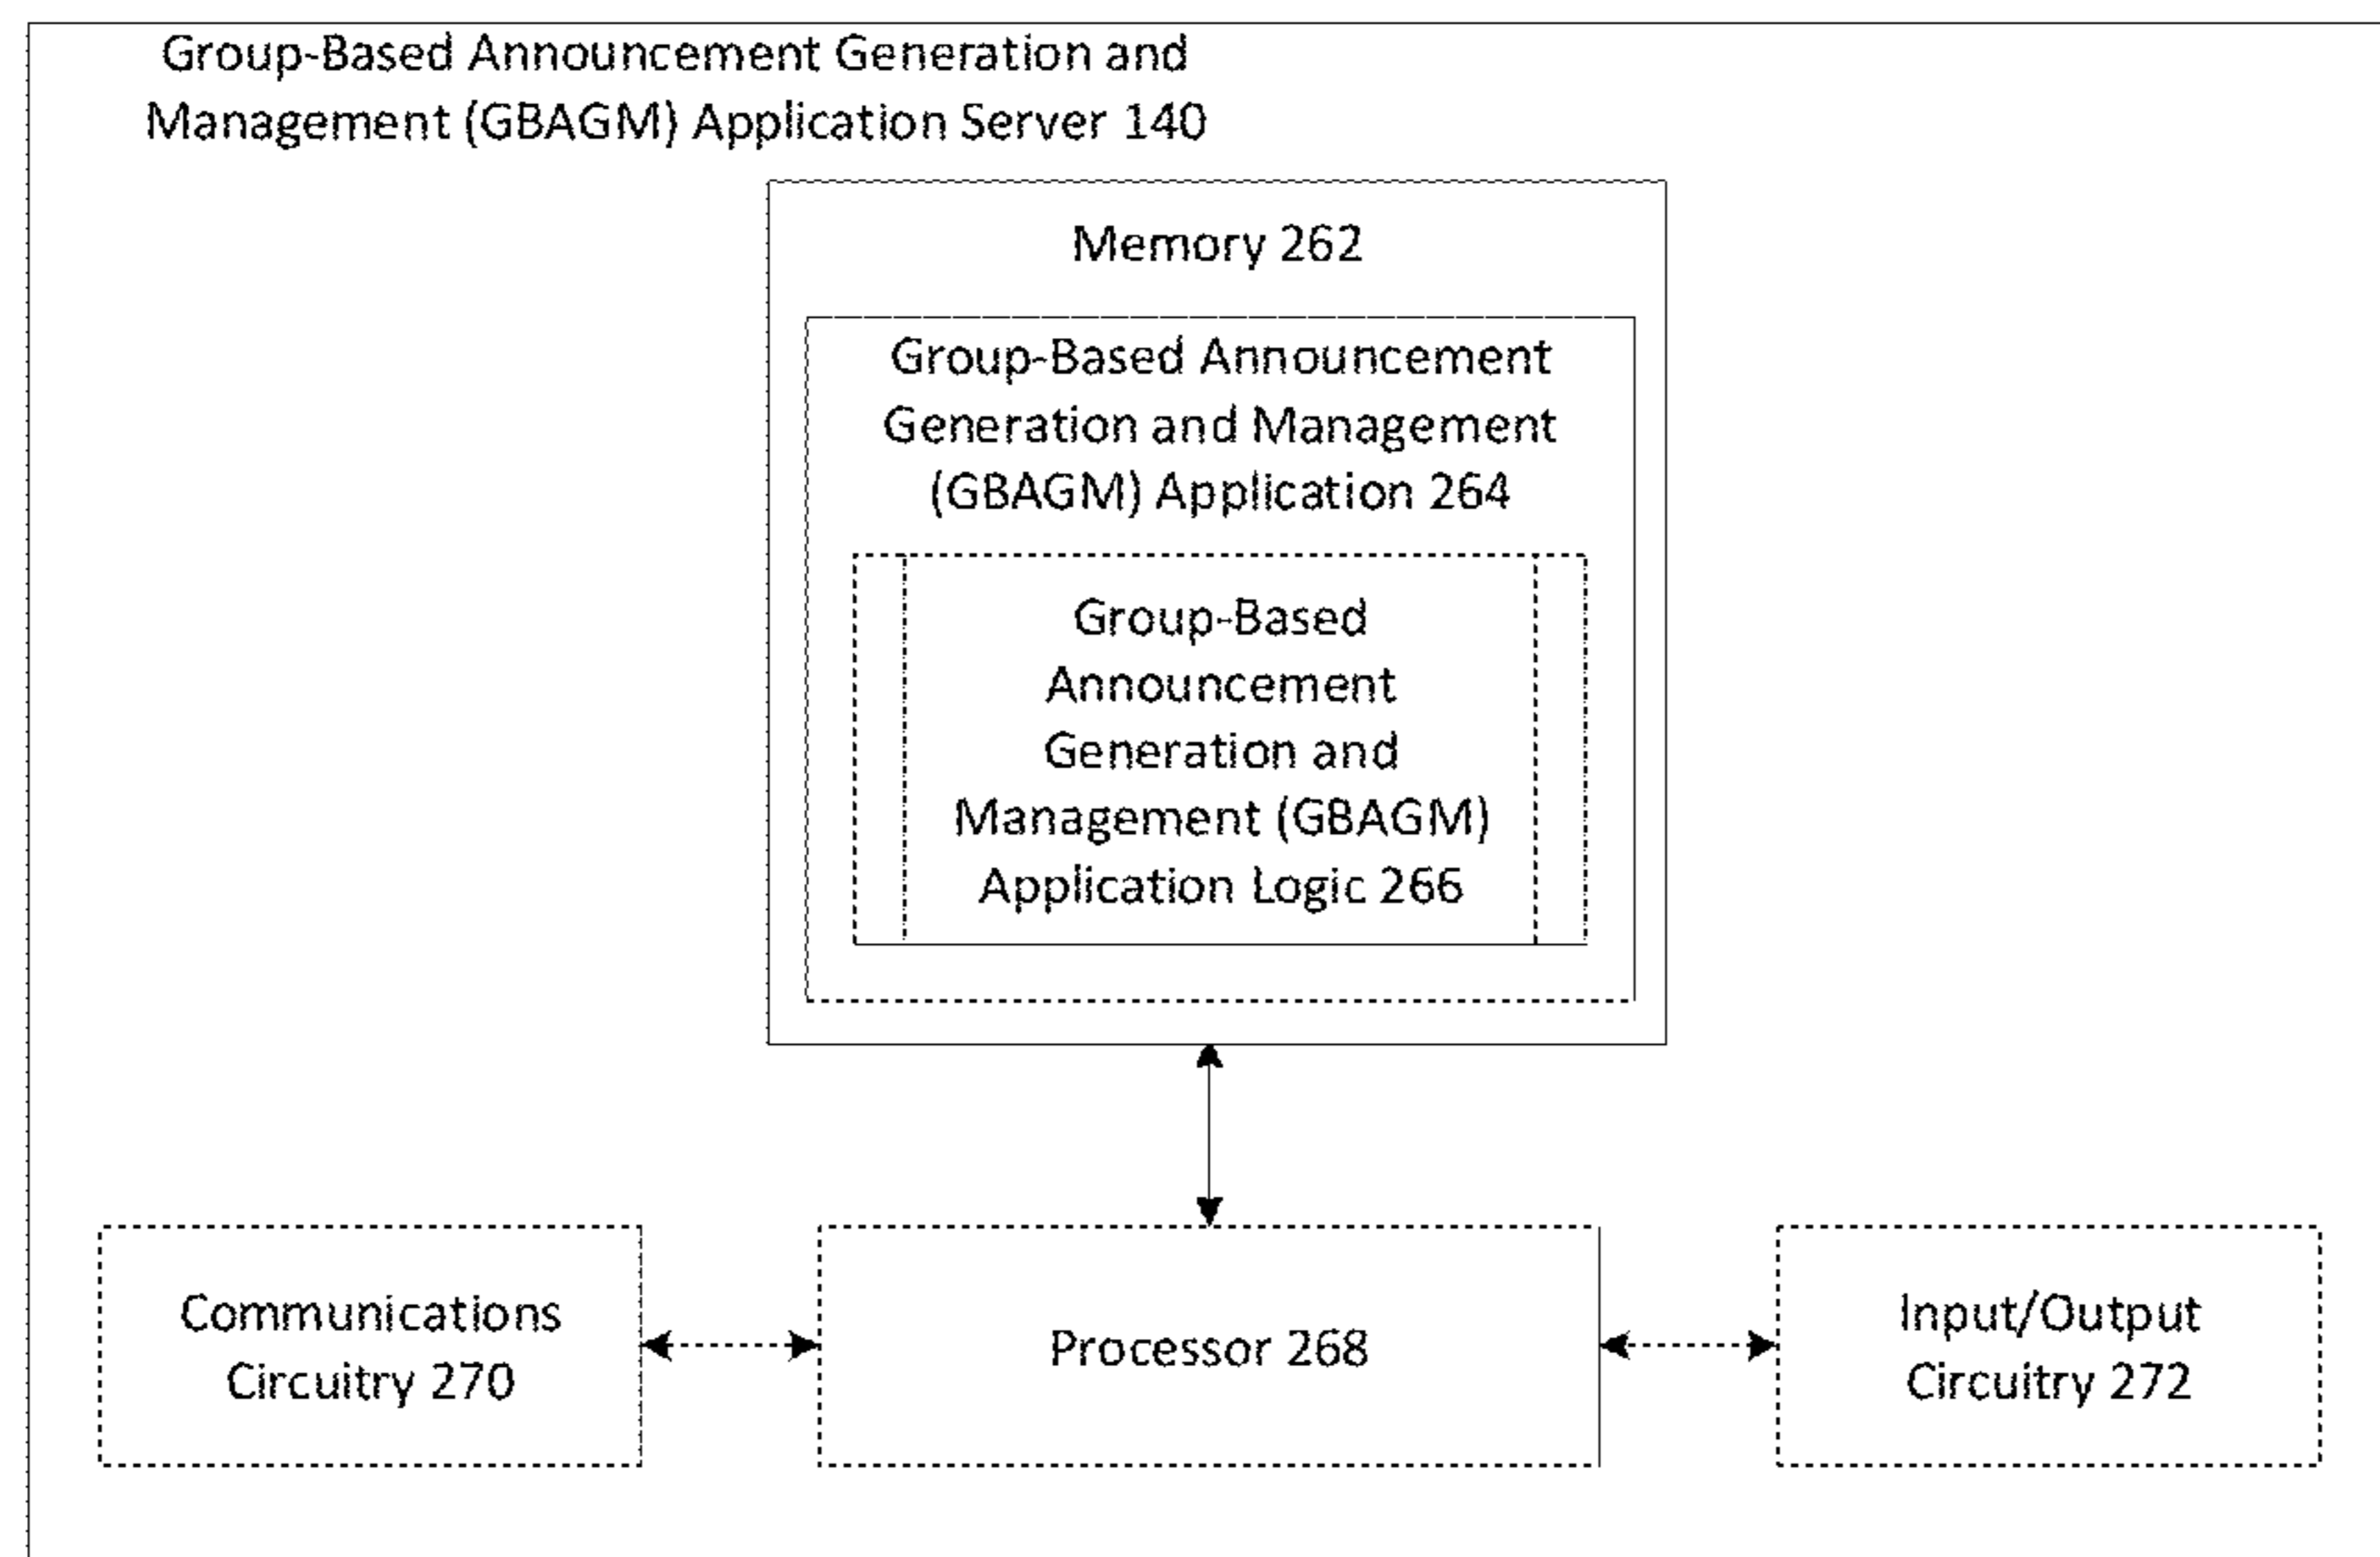 Group-Based Announcement Generation and
Management (GBAGM) Application Server 140
Memory 262
Group-Based Announcement
Generation and Management
(GBAGM) Application 264
Group-Based
Announcement
Generation and
Management (GBAGM)
Application Logic 266
Communications
Circuitry 270
Processor 268
Input/Output
Circuitry 272